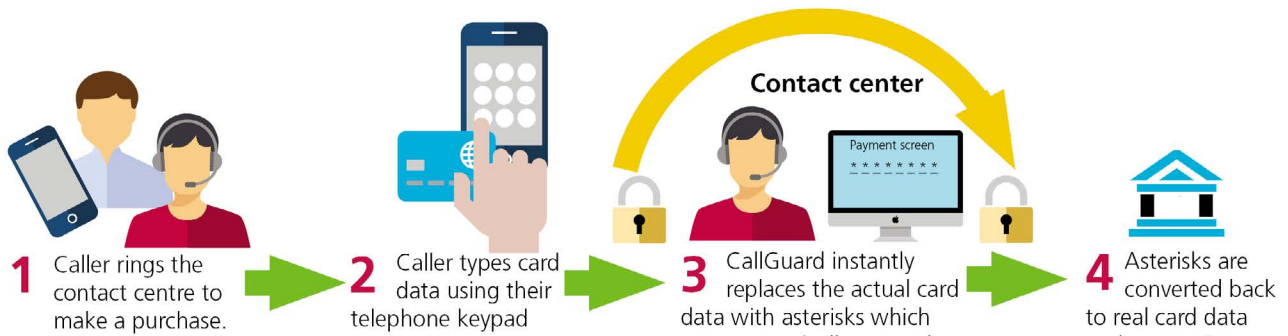 Contact center
Payment screen
* * * * * * * *
1 Caller rings the
contact centre to
make a purchase.
2 Caller types card
data using their
telephone keypad
3 CallGuard instantly
replaces the actual card
data with asterisks which
4 Asterisks are
converted back
to real card data